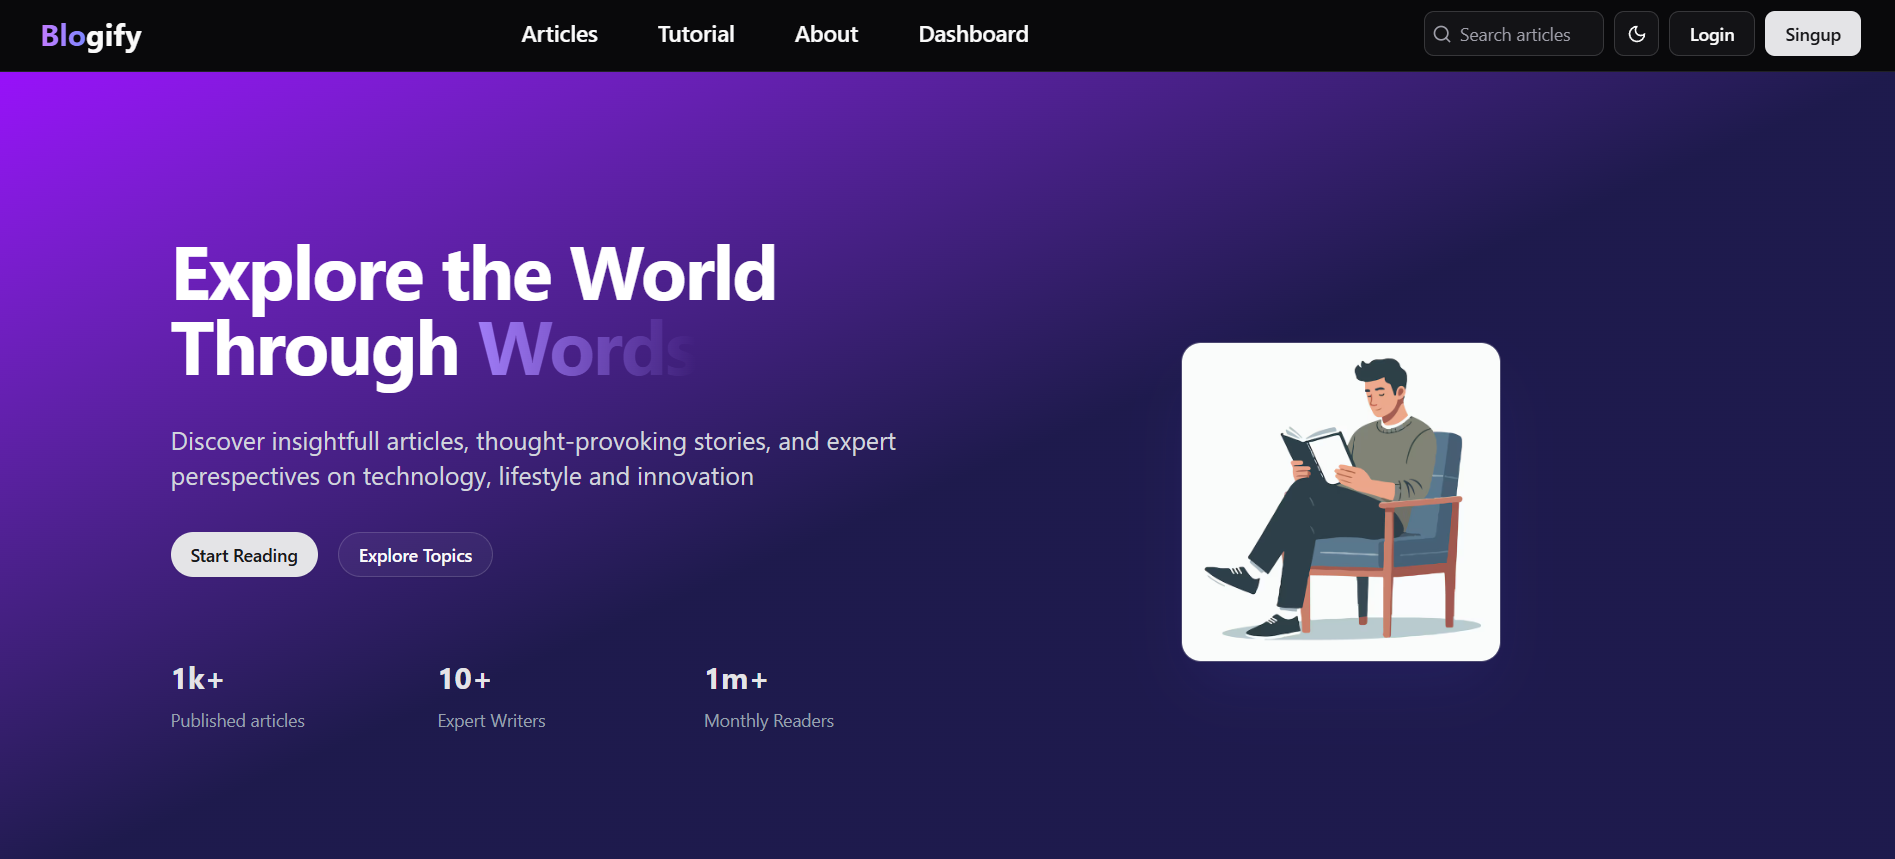 Blogify
Articles
Tutorial
About
Dashboard
Search articles
Login
Singup
Explore the World
Through Words
Discover insightfull articles, thought-provoking stories, and expert
perespectives on technology, lifestyle and innovation
Start Reading
Explore Topics
1k+
Published articles
10+
Expert Writers
1m+
Monthly Readers